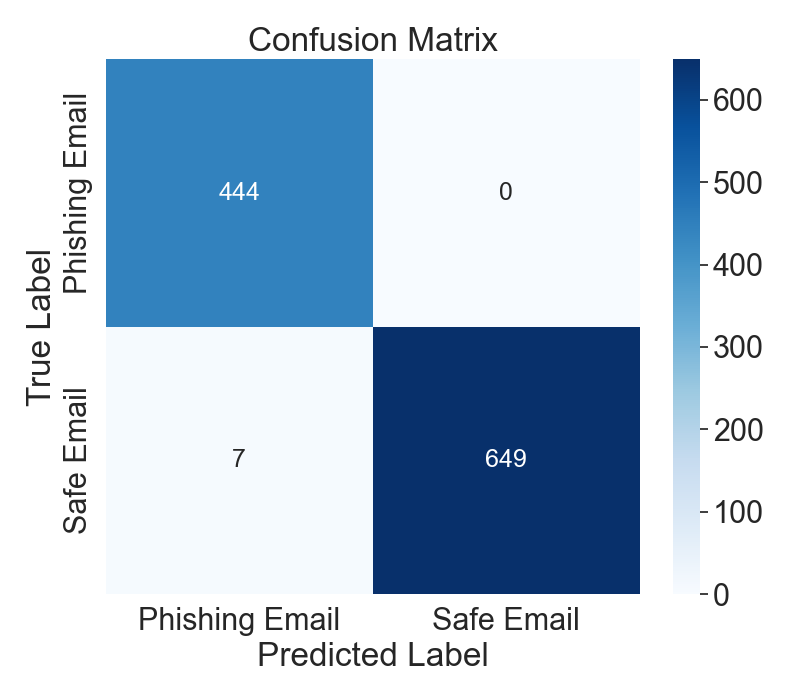 Confusion Matrix
True Label
Phishing Email
Safe Email
444
0
7
649
Phishing Email
Safe Email
Predicted Label
600
500
400
300
200
100
0